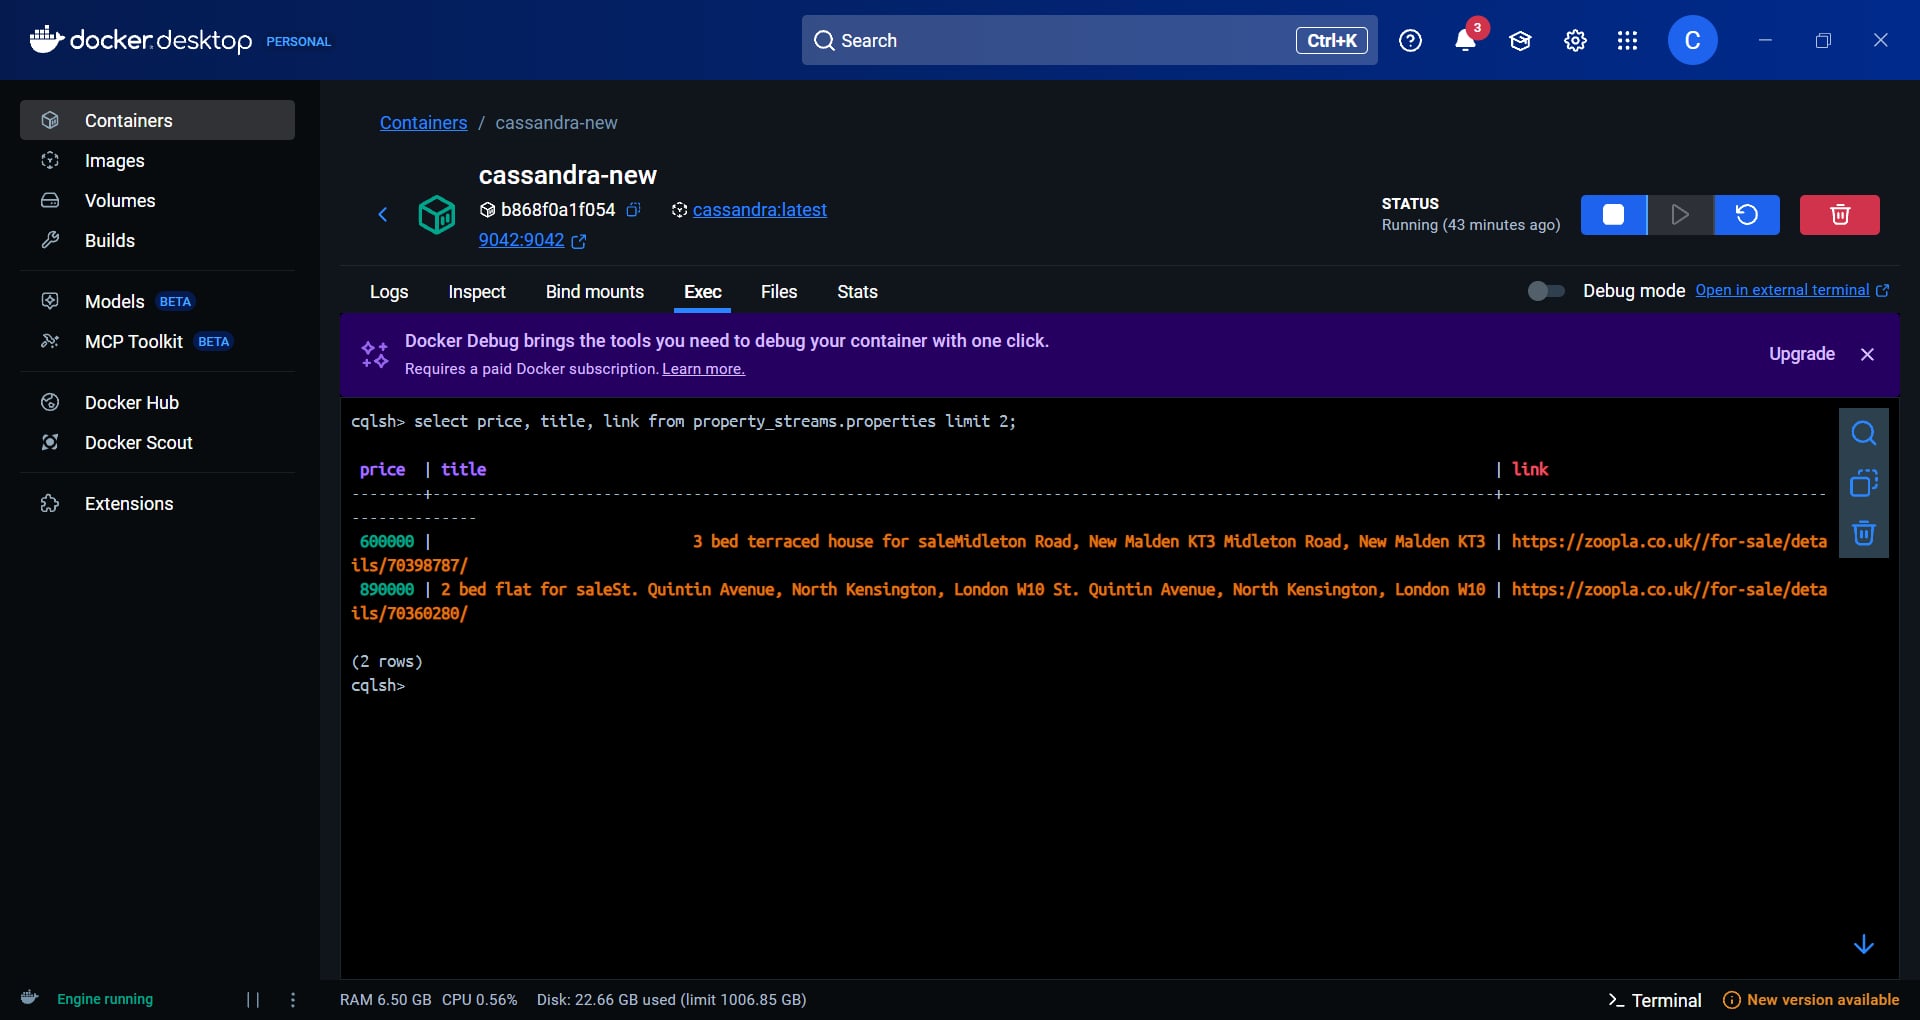 docker desktop PERSONAL
Search Ctrl+K
3
C
Containers
Images
Volumes
Builds
Models BETA
MCP Toolkit BETA
Docker Hub
Docker Scout
Extensions
Containers / cassandra-new
cassandra-new
b868f0a1f054 cassandra:latest
9042:9042
STATUS
Running (43 minutes ago)
Logs Inspect Bind mounts Exec Files Stats
Debug mode Open in external terminal
Docker Debug brings the tools you need to debug your container with one click.
Requires a paid Docker subscription. Learn more.
Upgrade
cqlsh> select price, title, link from property_streams.properties limit 2;
price | title | link
--------+----------------------------------------------------------------------------------------------------------------------+------------------------------------
--------------
600000 | 3 bed terraced house for saleMidleton Road, New Malden KT3 Midleton Road, New Malden KT3 | https://zoopla.co.uk//for-sale/deta
ils/70398787/
890000 | 2 bed flat for saleSt. Quintin Avenue, North Kensington, London W10 St. Quintin Avenue, North Kensington, London W10 | https://zoopla.co.uk//for-sale/deta
ils/70360280/
(2 rows)
cqlsh>
Engine running
RAM 6.50 GB CPU 0.56% Disk: 22.66 GB used (limit 1006.85 GB)
>_ Terminal
New version available